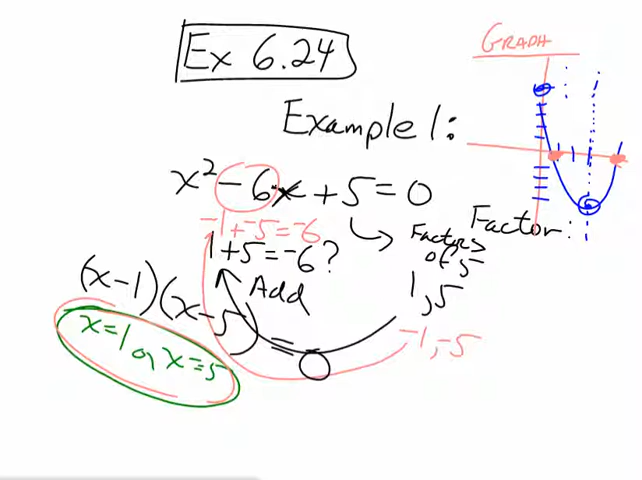 Ex 6.24
GRAPH
Example 1:
x² - 6x + 5 = 0
Factor:
-1 + -5 = -6
1 + 5 = -6?
Factors
of 5
Add
1, 5
(x-1)(x-5) = 0
-1, -5
x = 1
or x = 5